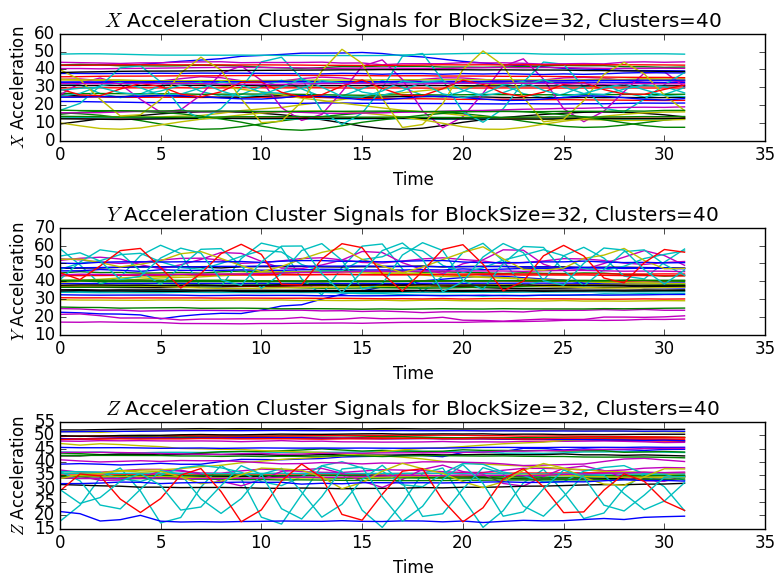 X Acceleration Cluster Signals for BlockSize=32, Clusters=40
X Acceleration
60
50
40
30
20
10
0
0 5 10 15 20 25 30 35
Time
Y Acceleration Cluster Signals for BlockSize=32, Clusters=40
Y Acceleration
70
60
50
40
30
20
10
0 5 10 15 20 25 30 35
Time
Z Acceleration Cluster Signals for BlockSize=32, Clusters=40
Z Acceleration
55
50
45
40
35
30
25
20
15
0 5 10 15 20 25 30 35
Time